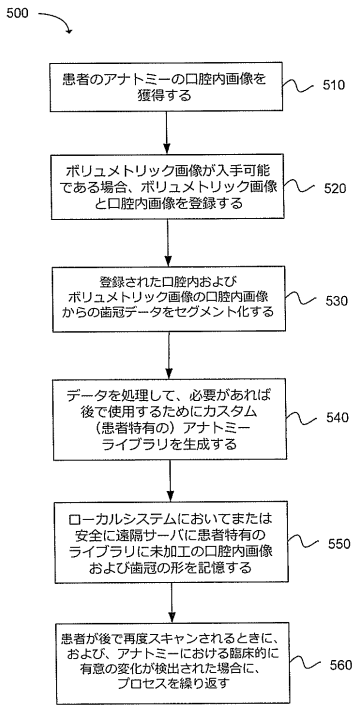 500
患者のアナトミーの口腔内画像を
獲得する
510
ボリュメトリック画像が入手可能
である場合、ボリュメトリック画像
と口腔内画像を登録する
520
登録された口腔内および
ボリュメトリック画像の口腔内画像
からの歯冠データをセグメント化する
530
データを処理して、必要があれば
後で使用するためにカスタム
（患者特有の）アナトミー
ライブラリを生成する
540
ローカルシステムにおいてまたは
安全に遠隔サーバに患者特有の
ライブラリに未加工の口腔内画像
および歯冠の形を記憶する
550
患者が後で再度スキャンされるときに、
および、アナトミーにおける臨床的に
有意の変化が検出された場合に、
プロセスを繰り返す
560